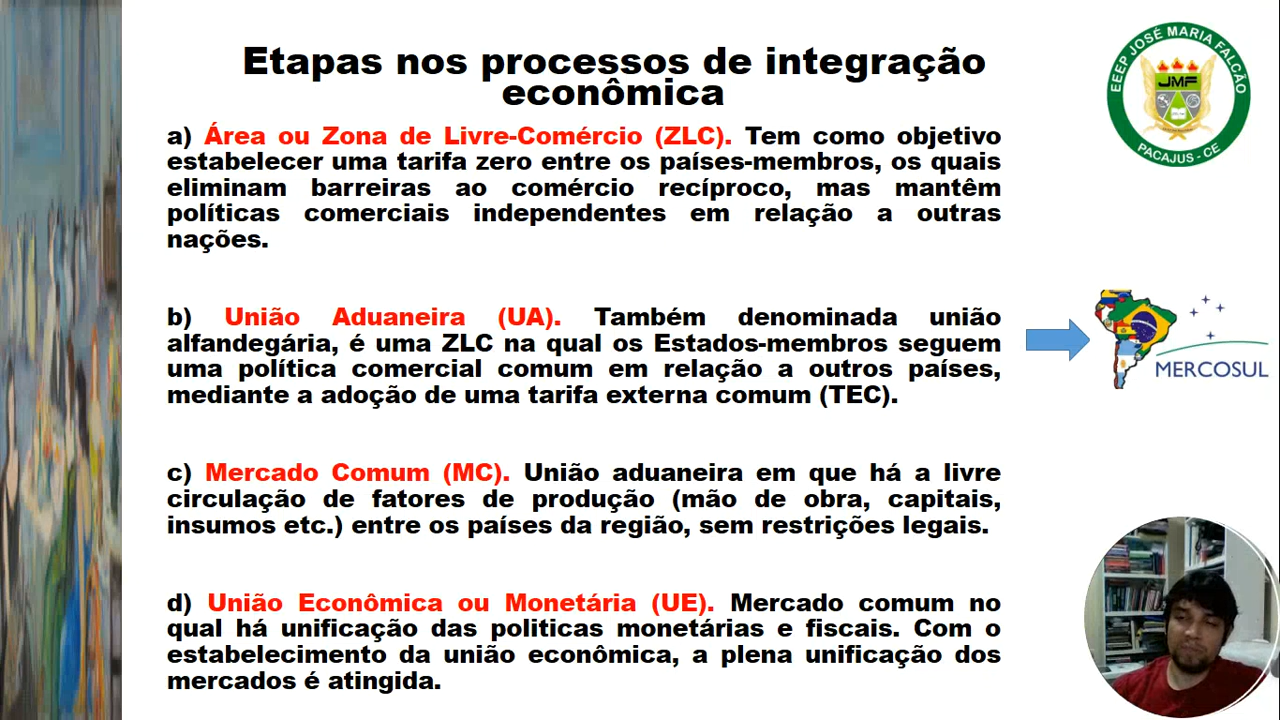 Etapas nos processos de integração
econômica
a) Área ou Zona de Livre-Comércio (ZLC). Tem como objetivo
estabelecer uma tarifa zero entre os países-membros, os quais
eliminam barreiras ao comércio recíproco, mas mantêm
políticas comerciais independentes em relação a outras
nações.
b) União Aduaneira (UA). Também denominada união
alfandegária, é uma ZLC na qual os Estados-membros seguem
uma política comercial comum em relação a outros países,
mediante a adoção de uma tarifa externa comum (TEC).
c) Mercado Comum (MC). União aduaneira em que há a livre
circulação de fatores de produção (mão de obra, capitais,
insumos etc.) entre os países da região, sem restrições legais.
d) União Econômica ou Monetária (UE). Mercado comum no
qual há unificação das politicas monetárias e fiscais. Com o
estabelecimento da união econômica, a plena unificação dos
mercados é atingida.
EEEP JOSÉ MARIA FALCÃO
JMF
PACAJUS - CE
MERCOSUL